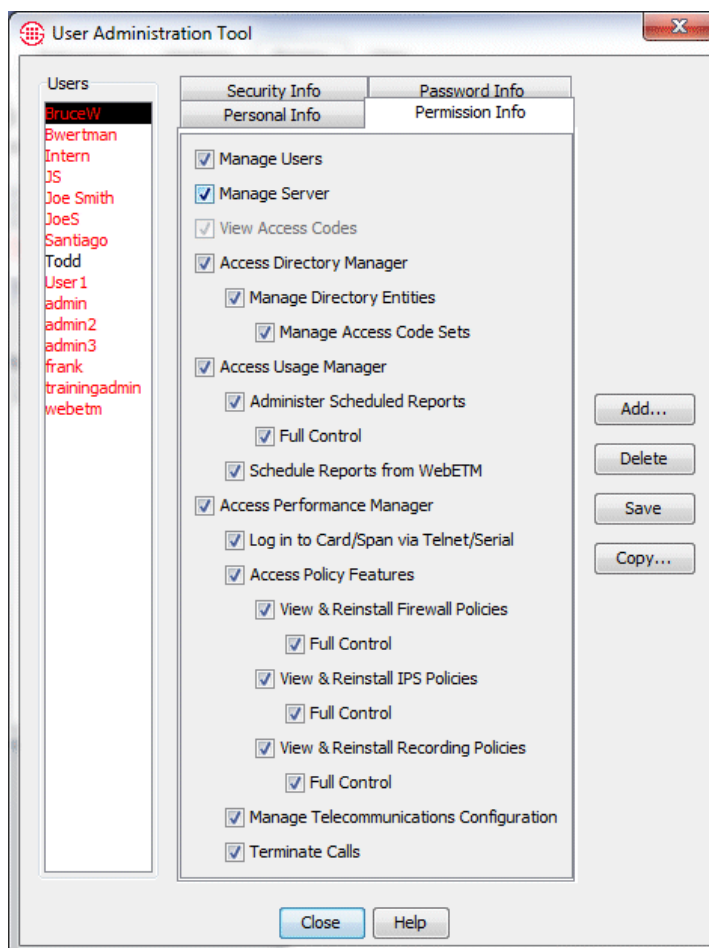 User Administration Tool
Users
BruceW
Bwertman
Intern
JS
Joe Smith
JoeS
Santiago
Todd
User1
admin
admin2
admin3
frank
trainingadmin
webetm
Security Info
Password Info
Personal Info
Permission Info
Manage Users
Manage Server
View Access Codes
Access Directory Manager
Manage Directory Entities
Manage Access Code Sets
Access Usage Manager
Administer Scheduled Reports
Full Control
Schedule Reports from WebETM
Access Performance Manager
Log in to Card/Span via Telnet/Serial
Access Policy Features
View & Reinstall Firewall Policies
Full Control
View & Reinstall IPS Policies
Full Control
View & Reinstall Recording Policies
Full Control
Manage Telecommunications Configuration
Terminate Calls
Add...
Delete
Save
Copy...
Close
Help